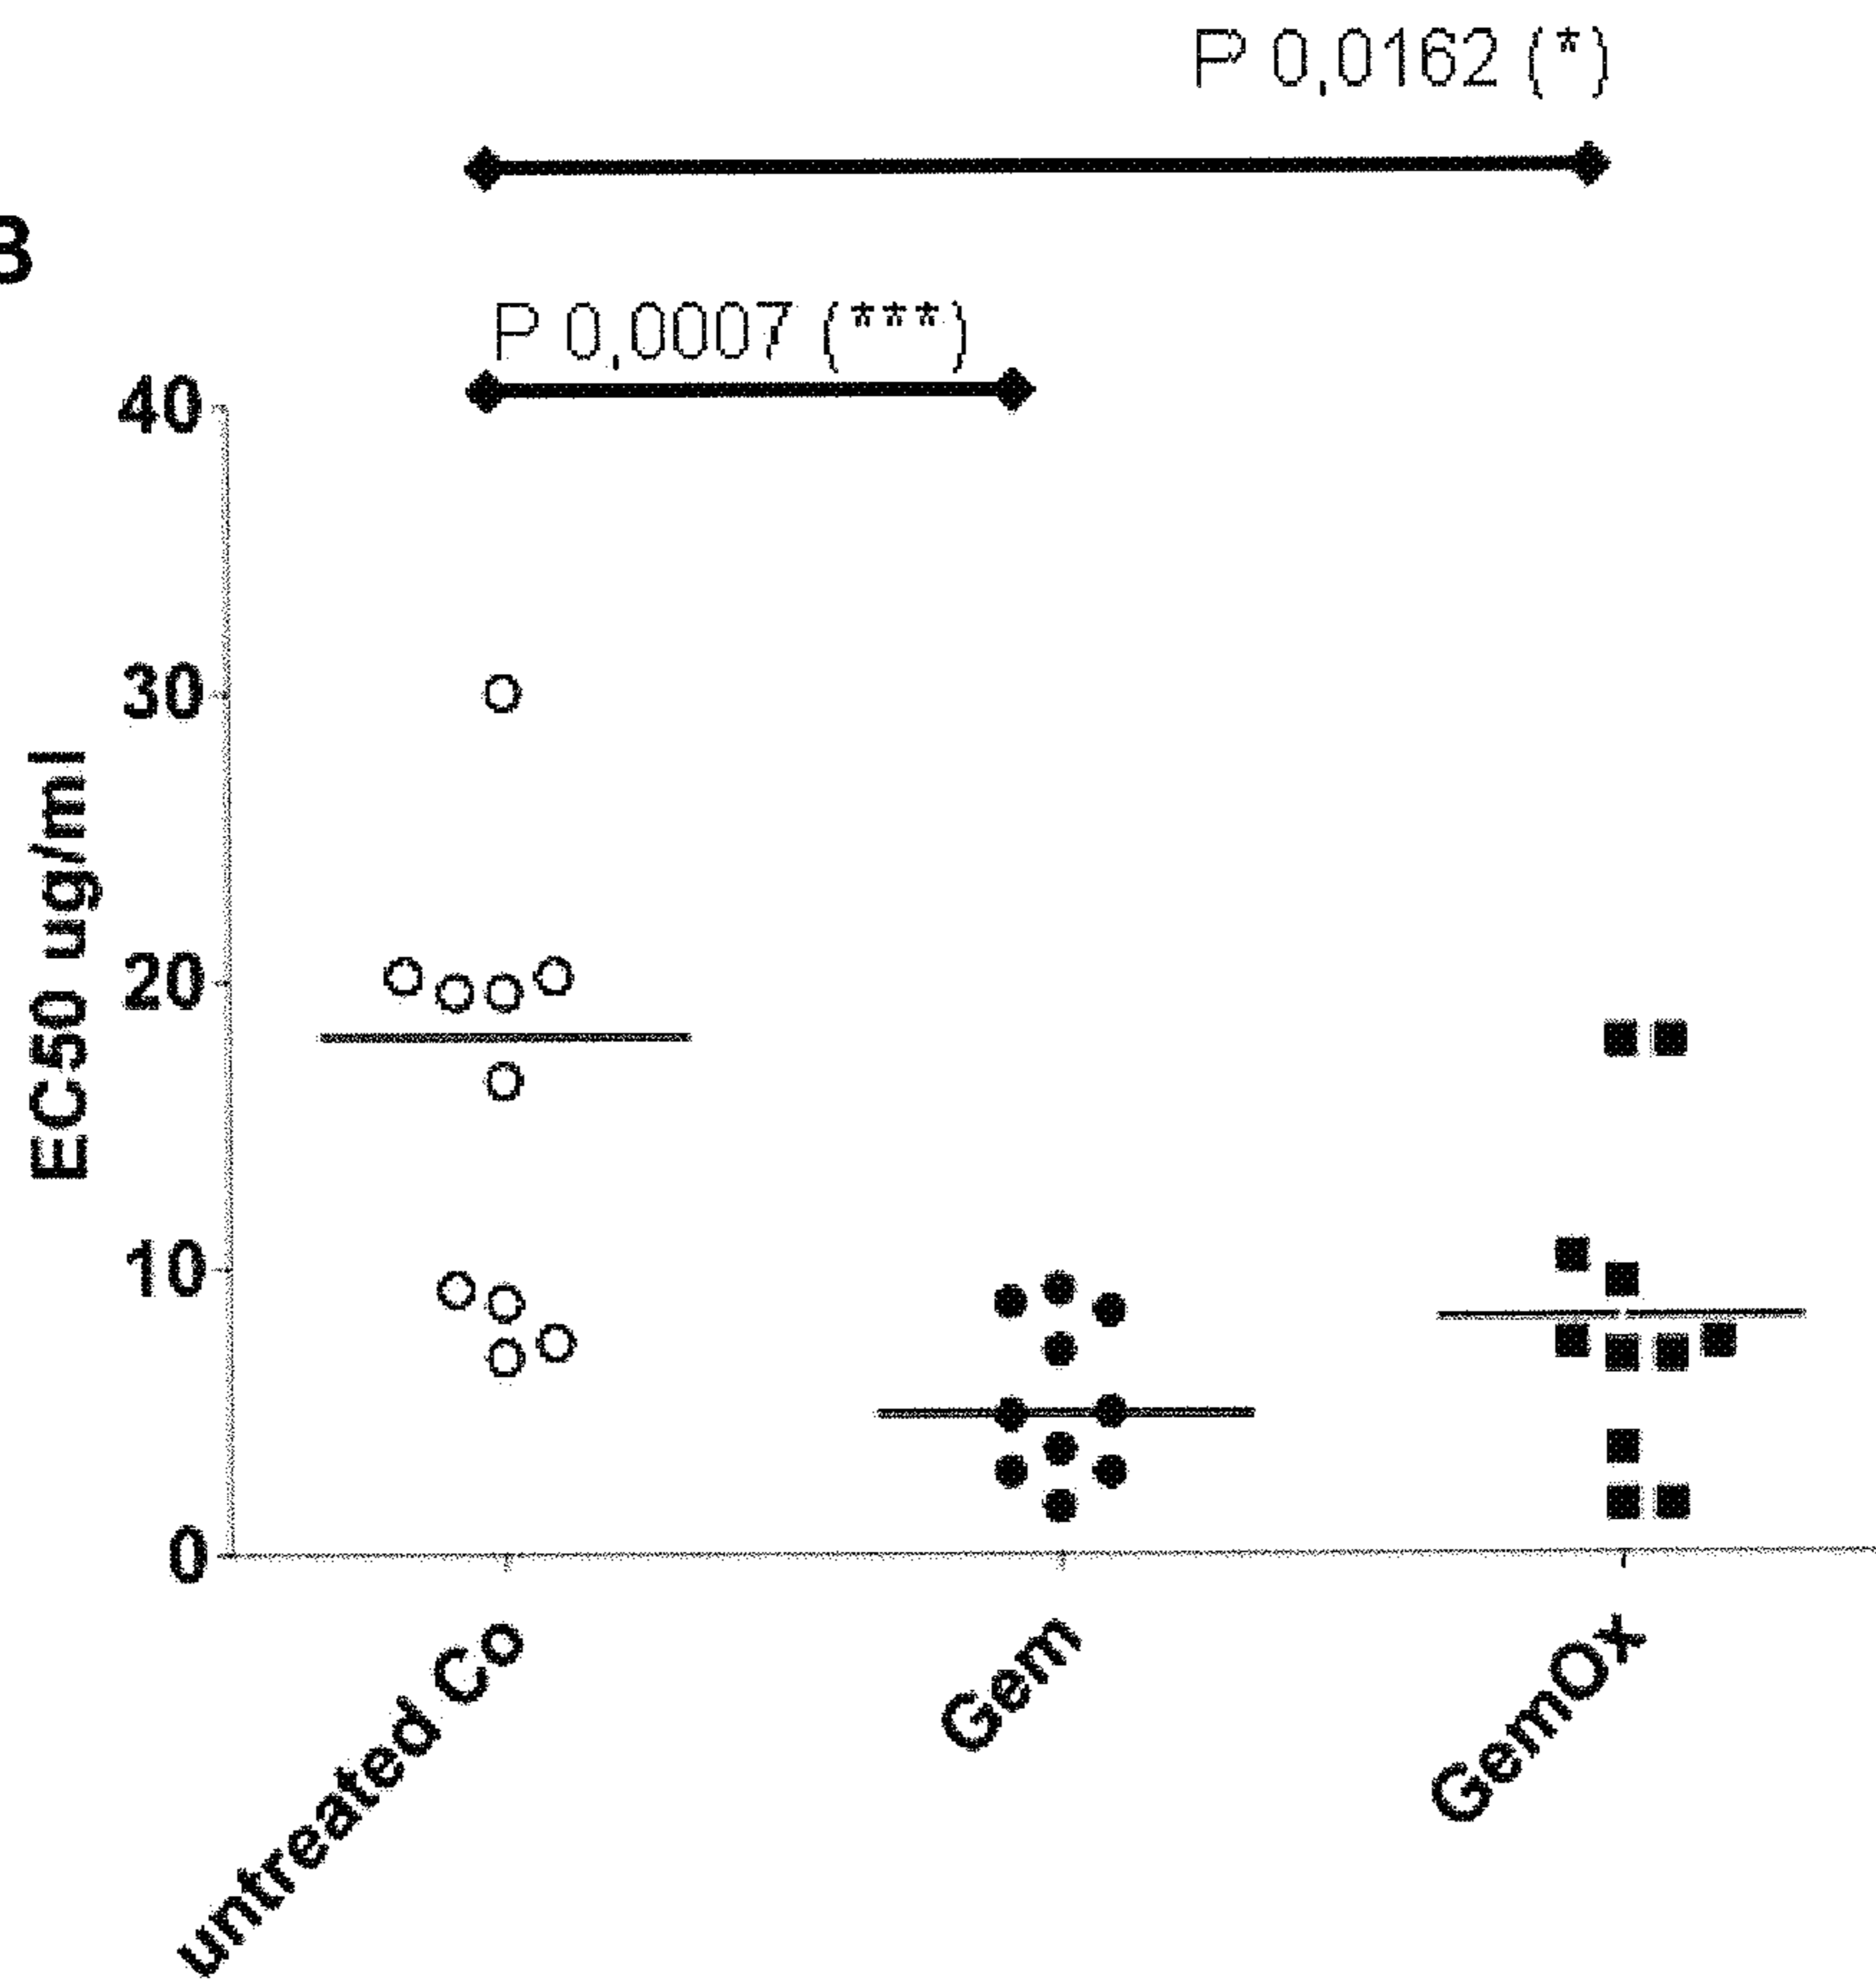 P 0,0162 (*)
B
P 0,0007 (***)
40
30
20
10
0
EC50 ug/ml
untreated Co
Gem
GemOx